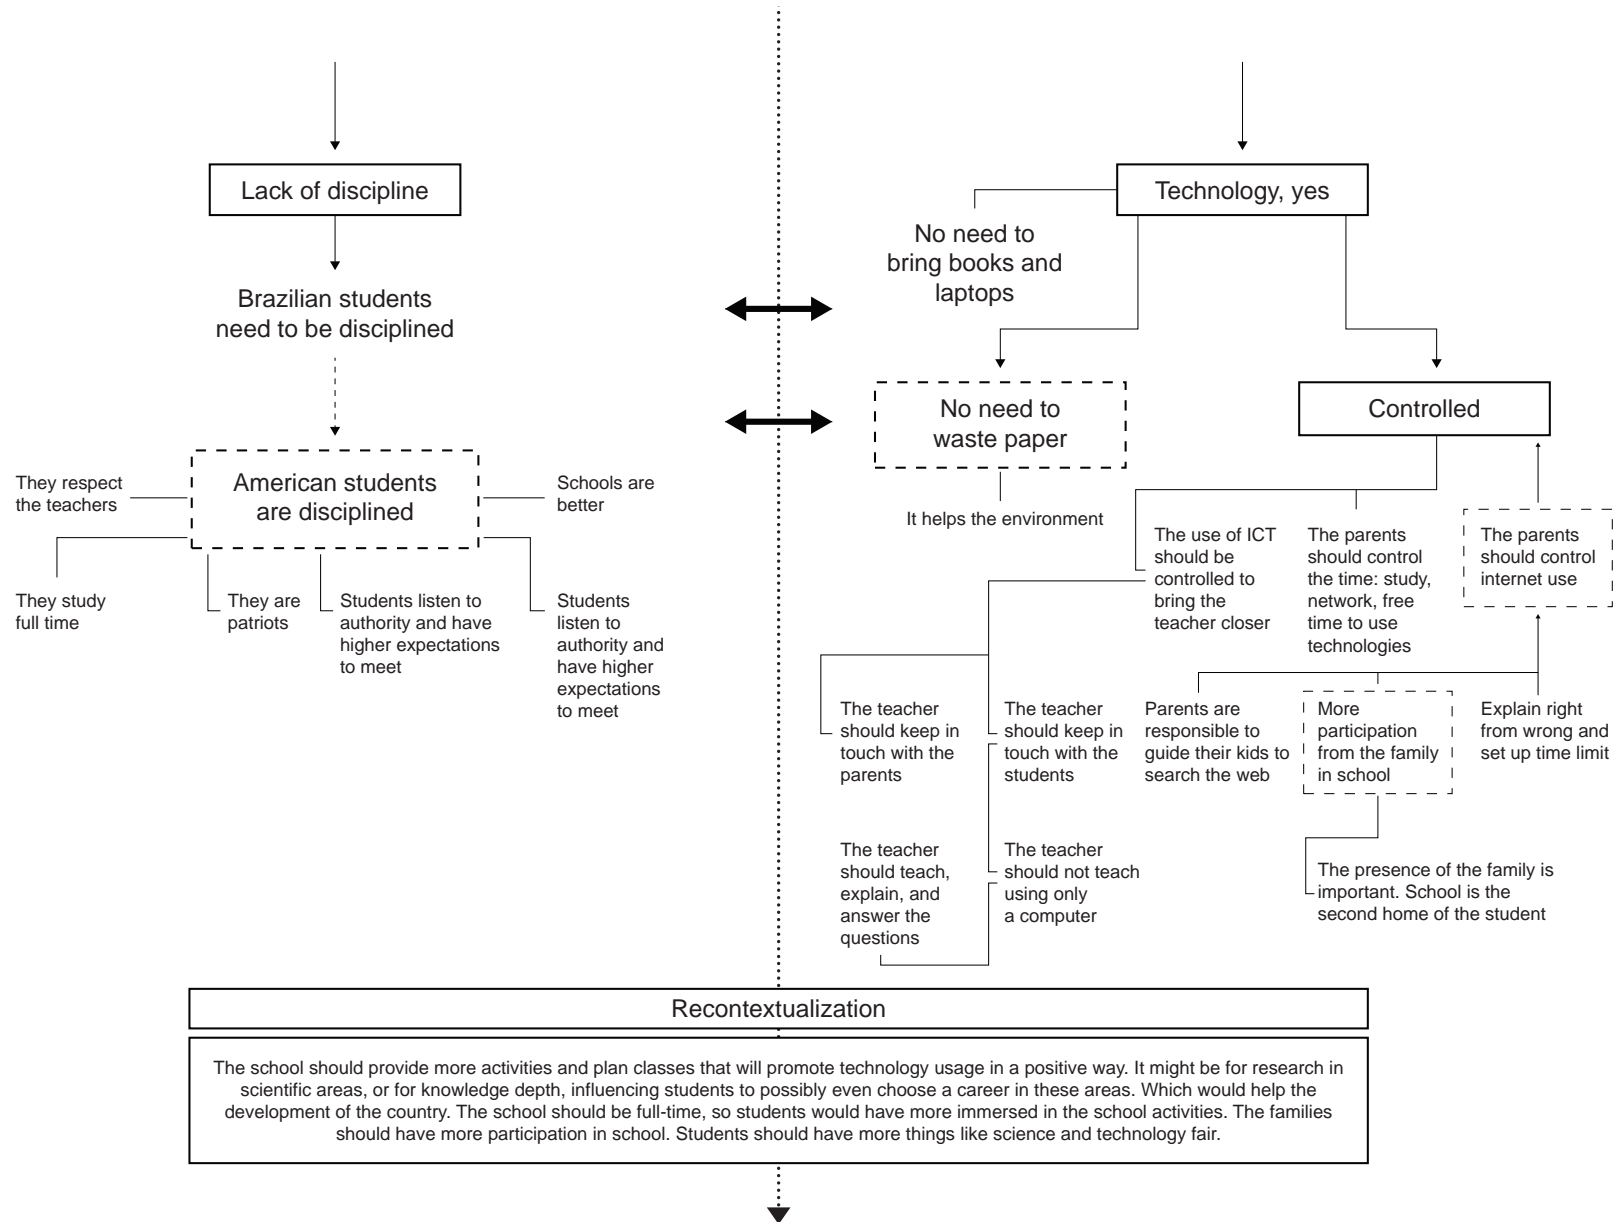 Lack of discipline
Brazilian students
need to be disciplined
American students
are disciplined
They respect
the teachers
Schools are
better
They study
full time
They are
patriots
Students listen to
authority and have
higher expectations
to meet
Students
listen to
authority and
have higher
expectations
to meet
Technology, yes
No need to
bring books and
laptops
No need to
waste paper
It helps the environment
Controlled
The use of ICT
should be
controlled to
bring the
teacher closer
The parents
should control
the time: study,
network, free
time to use
technologies
The parents
should control
internet use
The teacher
should keep in
touch with the
parents
The teacher
should keep in
touch with the
students
Parents are
responsible to
guide their kids to
search the web
More
participation
from the family
in school
Explain right
from wrong and
set up time limit
The teacher
should teach,
explain, and
answer the
questions
The teacher
should not teach
using only
a computer
The presence of the family is
important. School is the
second home of the student
Recontextualization
The school should provide more activities and plan classes that will promote technology usage in a positive way. It might be for research in
scientific areas, or for knowledge depth, influencing students to possibly even choose a career in these areas. Which would help the
development of the country. The school should be full-time, so students would have more immersed in the school activities. The families
should have more participation in school. Students should have more things like science and technology fair.